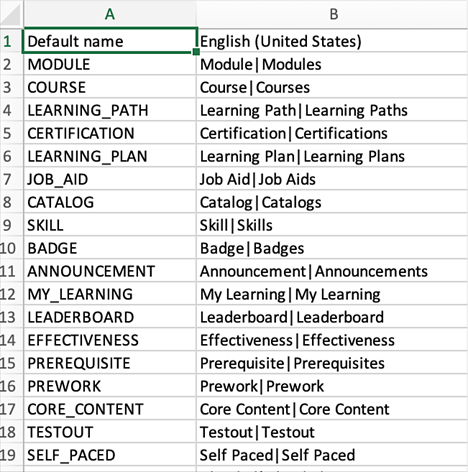 A B
1 Default name English (United States)
2 MODULE Module|Modules
3 COURSE Course|Courses
4 LEARNING_PATH Learning Path|Learning Paths
5 CERTIFICATION Certification|Certifications
6 LEARNING_PLAN Learning Plan|Learning Plans
7 JOB_AID Job Aid|Job Aids
8 CATALOG Catalog|Catalogs
9 SKILL Skill|Skills
10 BADGE Badge|Badges
11 ANNOUNCEMENT Announcement|Announcements
12 MY_LEARNING My Learning|My Learning
13 LEADERBOARD Leaderboard|Leaderboard
14 EFFECTIVENESS Effectiveness|Effectiveness
15 PREREQUISITE Prerequisite|Prerequisites
16 PREWORK Prework|Prework
17 CORE_CONTENT Core Content|Core Content
18 TESTOUT Testout|Testout
19 SELF_PACED Self Paced|Self Paced